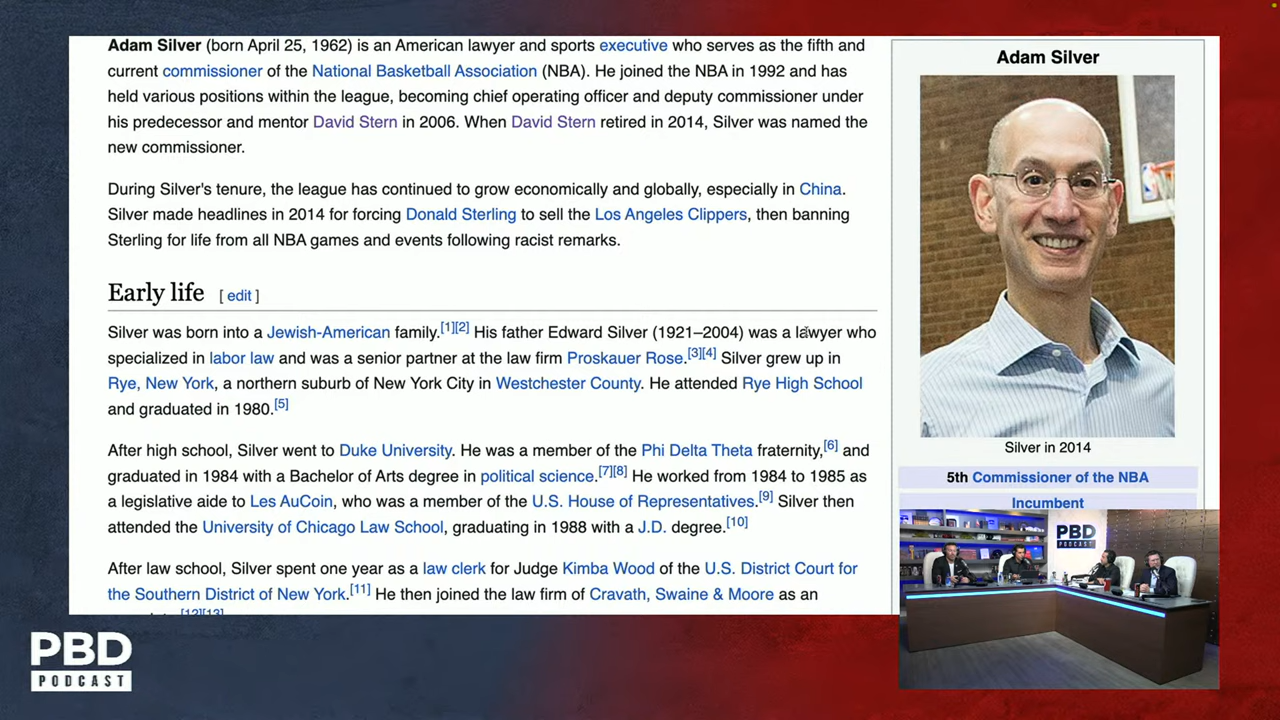 Adam Silver (born April 25, 1962) is an American lawyer and sports executive who serves as the fifth and
current commissioner of the National Basketball Association (NBA). He joined the NBA in 1992 and has
held various positions within the league, becoming chief operating officer and deputy commissioner under
his predecessor and mentor David Stern in 2006. When David Stern retired in 2014, Silver was named the
new commissioner.
During Silver's tenure, the league has continued to grow economically and globally, especially in China.
Silver made headlines in 2014 for forcing Donald Sterling to sell the Los Angeles Clippers, then banning
Sterling for life from all NBA games and events following racist remarks.
Early life [ edit ]
Silver was born into a Jewish-American family.[1][2] His father Edward Silver (1921–2004) was a lawyer who
specialized in labor law and was a senior partner at the law firm Proskauer Rose.[3][4] Silver grew up in
Rye, New York, a northern suburb of New York City in Westchester County. He attended Rye High School
and graduated in 1980.[5]
After high school, Silver went to Duke University. He was a member of the Phi Delta Theta fraternity,[6] and
graduated in 1984 with a Bachelor of Arts degree in political science.[7][8] He worked from 1984 to 1985 as
a legislative aide to Les AuCoin, who was a member of the U.S. House of Representatives.[9] Silver then
attended the University of Chicago Law School, graduating in 1988 with a J.D. degree.[10]
After law school, Silver spent one year as a law clerk for Judge Kimba Wood of the U.S. District Court for
the Southern District of New York.[11] He then joined the law firm of Cravath, Swaine & Moore as an
[12][13]
Adam Silver
Silver in 2014
5th Commissioner of the NBA
Incumbent
PBD
PODCAST
PBD
PODCAST